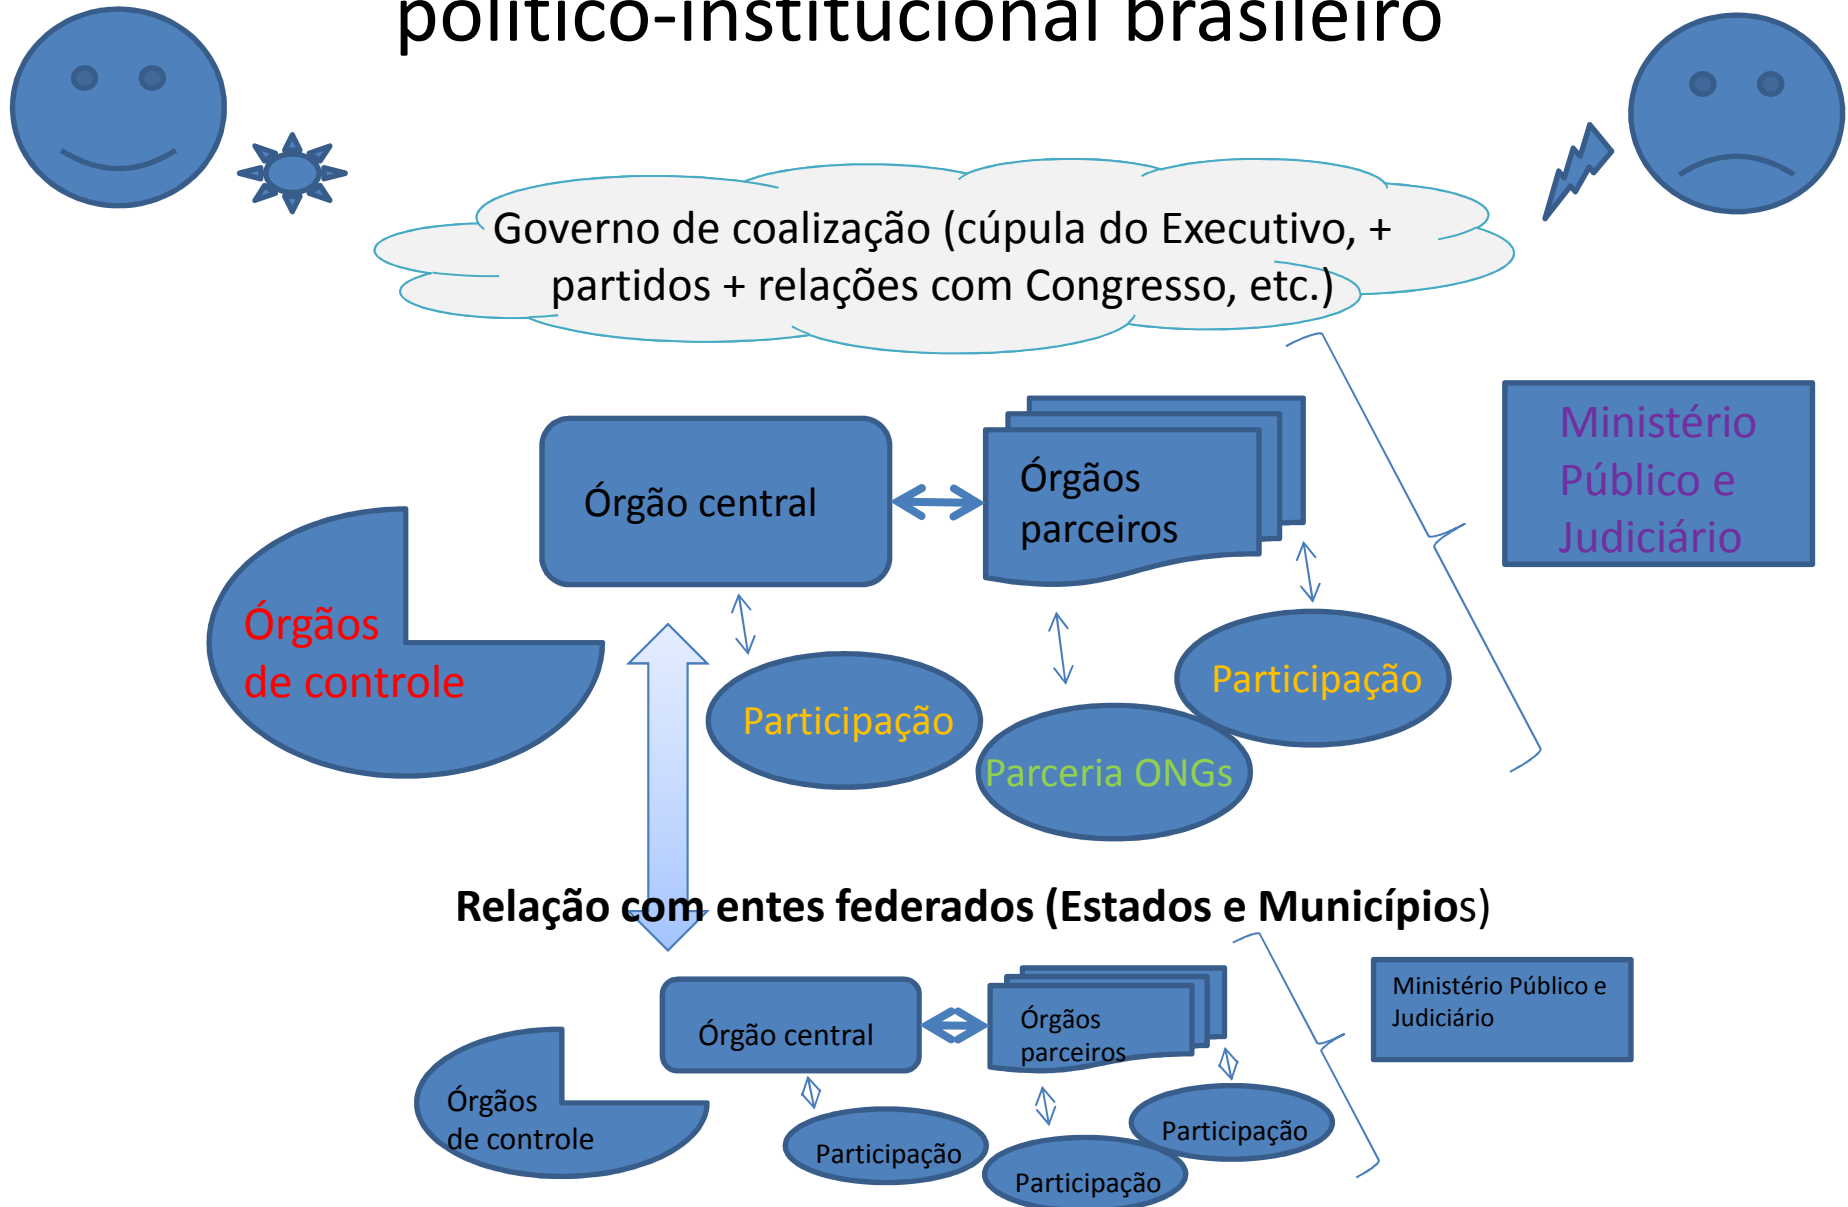 político-institucional brasileiro
Governo de coalização (cúpula do Executivo, +
partidos + relações com Congresso, etc.)
Ministério
Público e
Judiciário
Órgão central
Órgãos
parceiros
Órgãos
de controle
Participação
Participação
Parceria ONGs
Relação com entes federados (Estados e Municípios)
Órgão central
Órgãos
parceiros
Ministério Público e
Judiciário
Órgãos
de controle
Participação
Participação
Participação